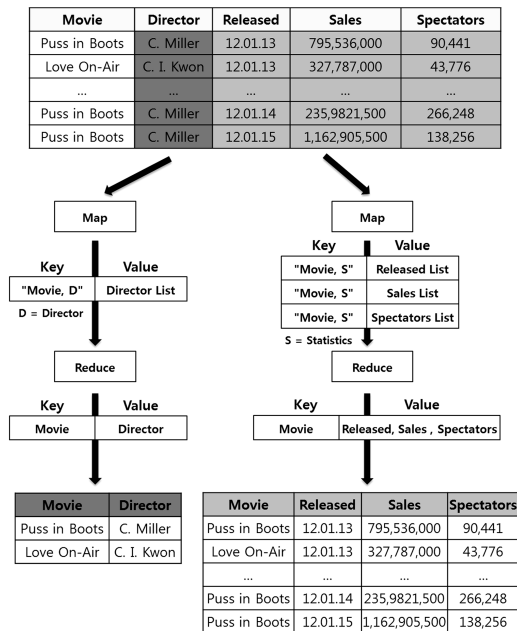 Movie Director Released Sales Spectators
Puss in Boots C. Miller 12.01.13 795,536,000 90,441
Love On-Air C. I. Kwon 12.01.13 327,787,000 43,776
... ... ... ... ...
Puss in Boots C. Miller 12.01.14 235,9821,500 266,248
Puss in Boots C. Miller 12.01.15 1,162,905,500 138,256
Map
Key Value
"Movie, D" Director List
D = Director
Reduce
Key Value
Movie Director
Movie Director
Puss in Boots C. Miller
Love On-Air C. I. Kwon
Map
Key Value
"Movie, S" Released List
"Movie, S" Sales List
"Movie, S" Spectators List
S = Statistics
Reduce
Key Value
Movie Released, Sales , Spectators
Movie Released Sales Spectators
Puss in Boots 12.01.13 795,536,000 90,441
Love On-Air 12.01.13 327,787,000 43,776
... ... ... ...
Puss in Boots 12.01.14 235,9821,500 266,248
Puss in Boots 12.01.15 1,162,905,500 138,256